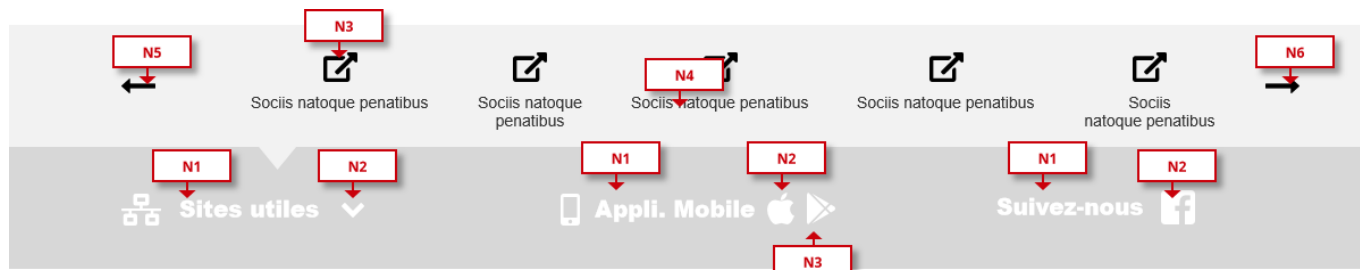 N3
N5
N6
N4
Sociis natoque penatibus
Sociis natoque
penatibus
Sociis natoque penatibus
Sociis natoque penatibus
Sociis
natoque penatibus
N1
N2
N1
N2
N1
N2
Sites utiles
Appli. Mobile
Suivez-nous
N3